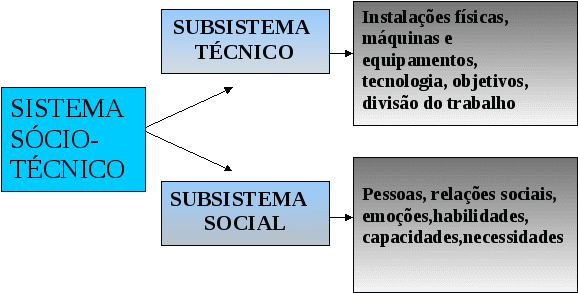 SISTEMA
SÓCIO-
TÉCNICO
SUBSISTEMA
TÉCNICO
Instalações físicas,
máquinas e
equipamentos,
tecnologia, objetivos,
divisão do trabalho
SUBSISTEMA
SOCIAL
Pessoas, relações sociais,
emoções,habilidades,
capacidades,necessidades